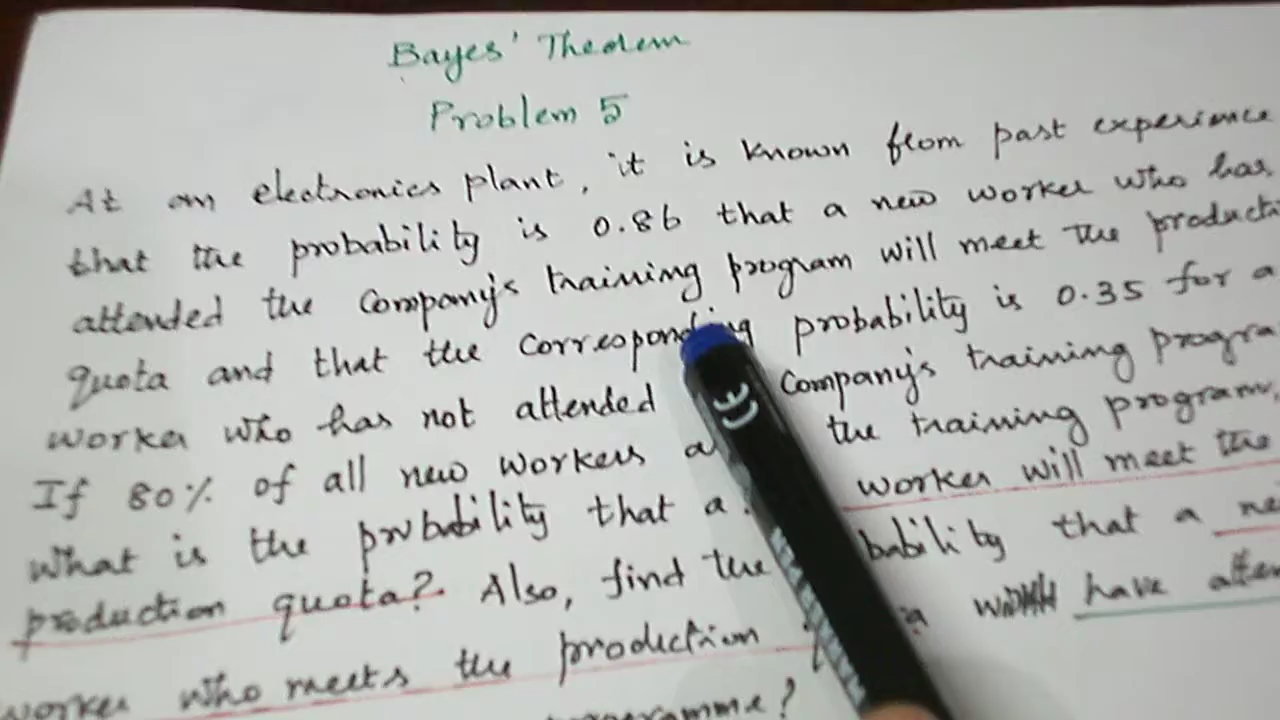 Bayes' Theorem
Problem 5
At an electronics plant, it is known from past experience
that the probability is 0.86 that a new worker who has
attended the Company's training program will meet the producti
quota and that the corresponding probability is 0.35 for a
worker who has not attended Company's training progra
If 80% of all new workers a the training program,
what is the probability that a worker will meet the
production quota? Also, find the bability that a ne
worker who meets the production have atten
programme?